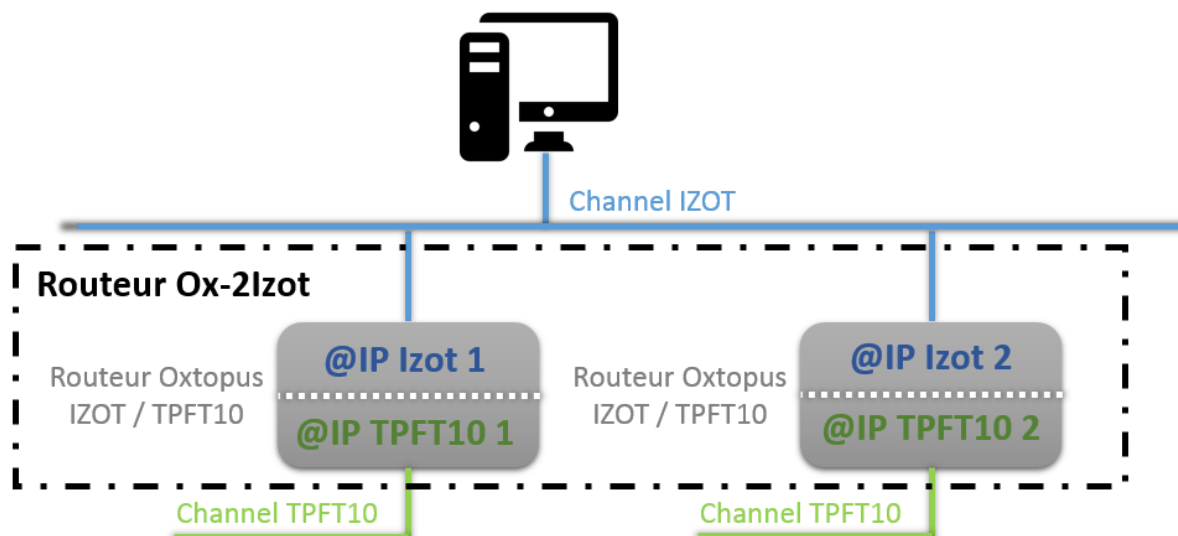 Channel IZOT
Routeur Ox-2Izot
Routeur Oxtopus
IZOT / TPFT10
@IP Izot 1
@IP TPFT10 1
Routeur Oxtopus
IZOT / TPFT10
@IP Izot 2
@IP TPFT10 2
Channel TPFT10
Channel TPFT10